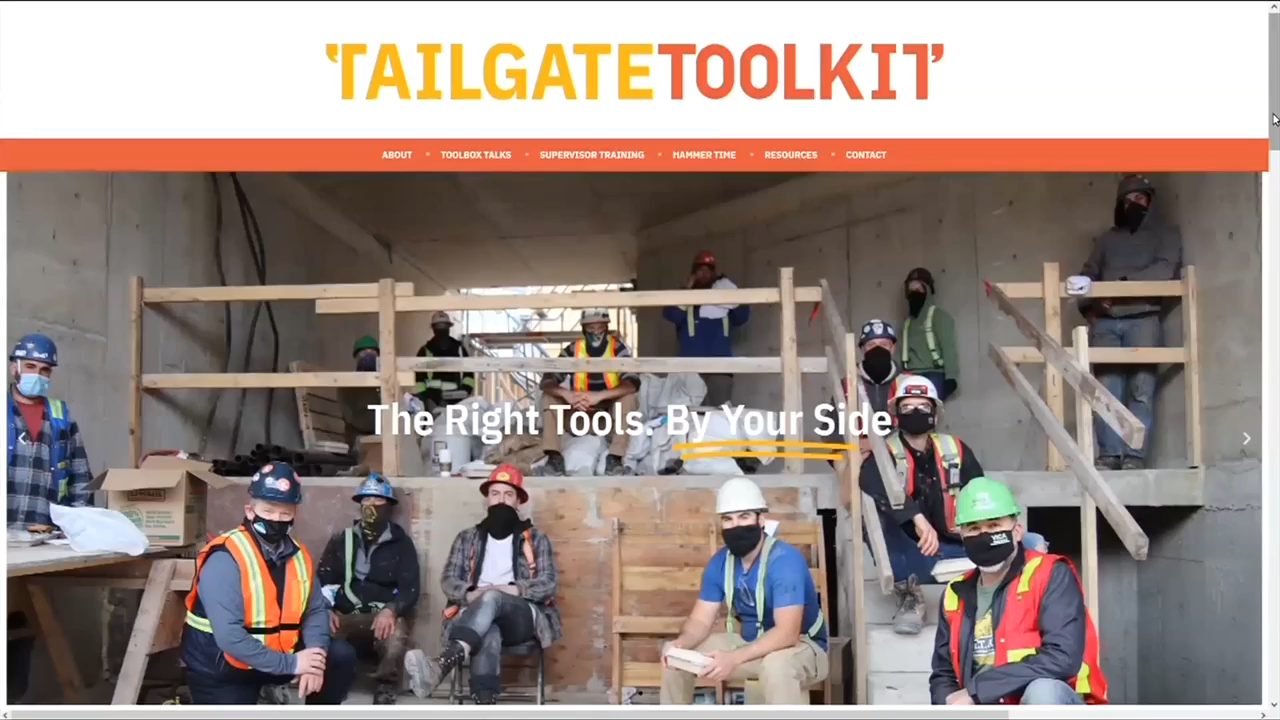 TAILGATETOOLKIT
ABOUT TOOLBOX TALKS SUPERVISOR TRAINING HAMMER TIME RESOURCES CONTACT
The Right Tools. By Your Side